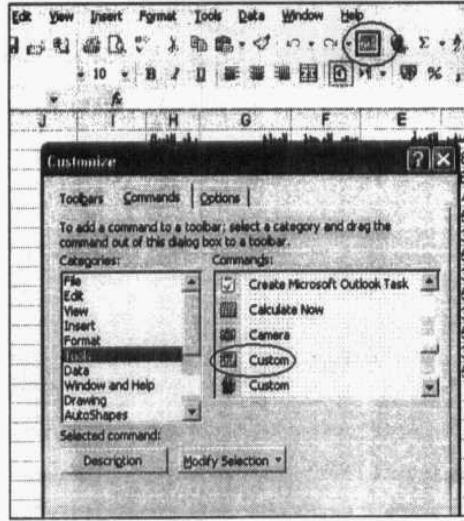 Edit View Insert Format Tools Data Window Help
10 B I U
%
fx
J I H G F E
Customize
Toolbars Commands Options
To add a command to a toolbar: select a category and drag the
command out of this dialog box to a toolbar.
Categories: Commands:
File
Edit
View
Insert
Format
Tools
Data
Window and Help
Drawing
AutoShapes
Create Microsoft Outlook Task
Calculate Now
Camera
Custom
Custom
Selected command:
Description Modify Selection